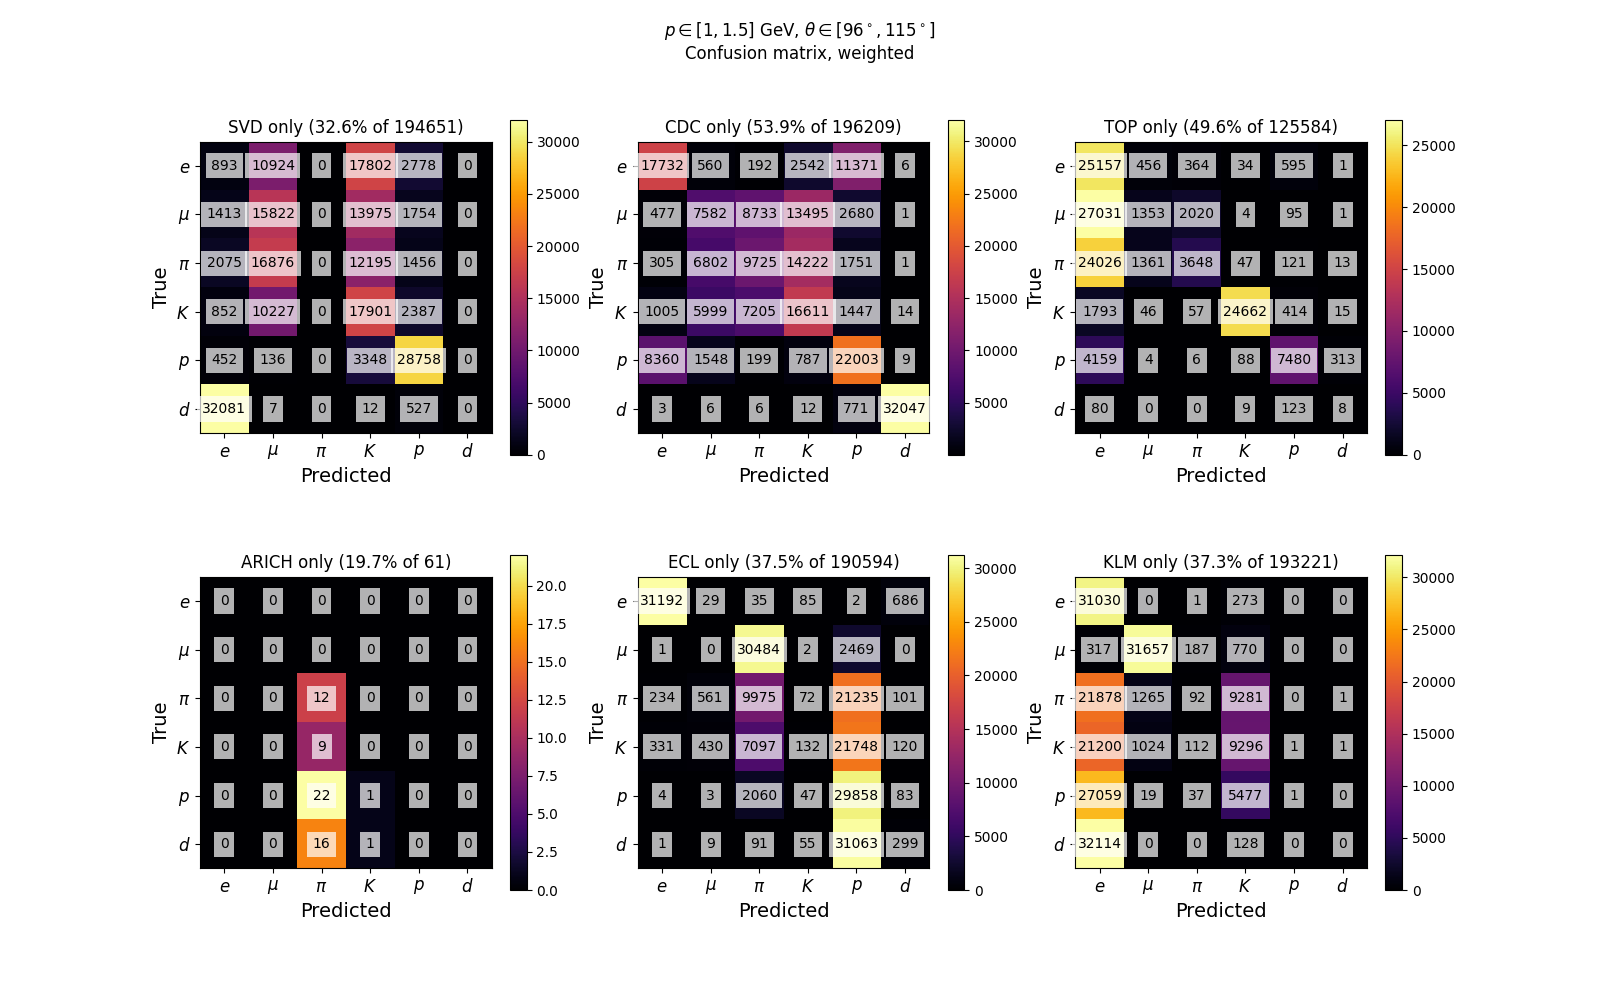 p ∈ [1, 1.5] GeV, θ ∈ [96°, 115°]
Confusion matrix, weighted
SVD only (32.6% of 194651)
True
e 893 10924 0 17802 2778 0
μ 1413 15822 0 13975 1754 0
π 2075 16876 0 12195 1456 0
K 852 10227 0 17901 2387 0
p 452 136 0 3348 28758 0
d 32081 7 0 12 527 0
e μ π K p d
Predicted
30000
25000
20000
15000
10000
5000
0
CDC only (53.9% of 196209)
True
e 17732 560 192 2542 11371 6
μ 477 7582 8733 13495 2680 1
π 305 6802 9725 14222 1751 1
K 1005 5999 7205 16611 1447 14
p 8360 1548 199 787 22003 9
d 3 6 6 12 771 32047
e μ π K p d
Predicted
30000
25000
20000
15000
10000
5000
TOP only (49.6% of 125584)
True
e 25157 456 364 34 595 1
μ 27031 1353 2020 4 95 1
π 24026 1361 3648 47 121 13
K 1793 46 57 24662 414 15
p 4159 4 6 88 7480 313
d 80 0 0 9 123 8
e μ π K p d
Predicted
25000
20000
15000
10000
5000
0
ARICH only (19.7% of 61)
True
e 0 0 0 0 0 0
μ 0 0 0 0 0 0
π 0 0 12 0 0 0
K 0 0 9 0 0 0
p 0 0 22 1 0 0
d 0 0 16 1 0 0
e μ π K p d
Predicted
20.0
17.5
15.0
12.5
10.0
7.5
5.0
2.5
0.0
ECL only (37.5% of 190594)
True
e 31192 29 35 85 2 686
μ 1 0 30484 2 2469 0
π 234 561 9975 72 21235 101
K 331 430 7097 132 21748 120
p 4 3 2060 47 29858 83
d 1 9 91 55 31063 299
e μ π K p d
Predicted
30000
25000
20000
15000
10000
5000
0
KLM only (37.3% of 193221)
True
e 31030 0 1 273 0 0
μ 317 31657 187 770 0 0
π 21878 1265 92 9281 0 1
K 21200 1024 112 9296 1 1
p 27059 19 37 5477 1 0
d 32114 0 0 128 0 0
e μ π K p d
Predicted
30000
25000
20000
15000
10000
5000
0